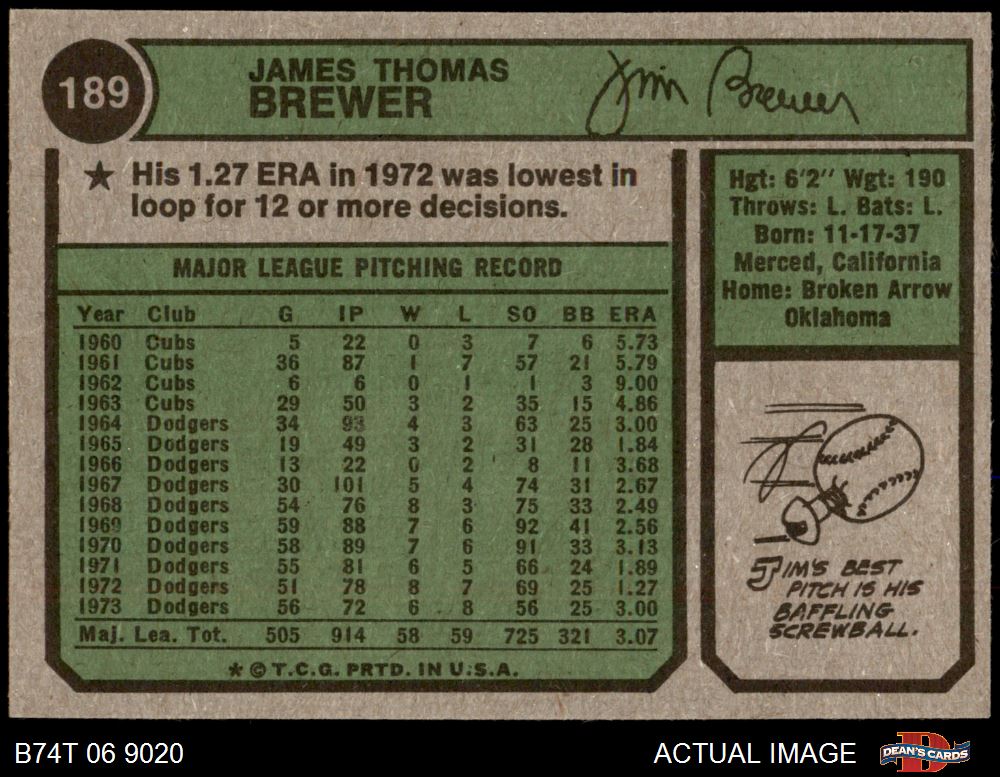 189
JAMES THOMAS
BREWER
Jim Brewer
★ His 1.27 ERA in 1972 was lowest in
loop for 12 or more decisions.
MAJOR LEAGUE PITCHING RECORD
Year Club G IP W L SO BB ERA
1960 Cubs 5 22 0 3 7 6 5.73
1961 Cubs 36 87 1 7 57 21 5.79
1962 Cubs 6 6 0 1 1 3 9.00
1963 Cubs 29 50 3 2 35 15 4.86
1964 Dodgers 34 93 4 3 63 25 3.00
1965 Dodgers 19 49 3 2 31 28 1.84
1966 Dodgers 13 22 0 2 8 11 3.68
1967 Dodgers 30 101 5 4 74 31 2.67
1968 Dodgers 54 76 8 3 75 33 2.49
1969 Dodgers 59 88 7 6 92 41 2.56
1970 Dodgers 58 89 7 6 91 33 3.13
1971 Dodgers 55 81 6 5 66 24 1.89
1972 Dodgers 51 78 8 7 69 25 1.27
1973 Dodgers 56 72 6 8 56 25 3.00
Maj. Lea. Tot. 505 914 58 59 725 321 3.07
* © T.C.G. PRTD. IN U.S.A.
Hgt: 6'2" Wgt: 190
Throws: L. Bats: L.
Born: 11-17-37
Merced, California
Home: Broken Arrow
Oklahoma
JIM'S BEST
PITCH IS HIS
BAFFLING
SCREWBALL.
B74T 06 9020
ACTUAL IMAGE
DEAN'S CARDS